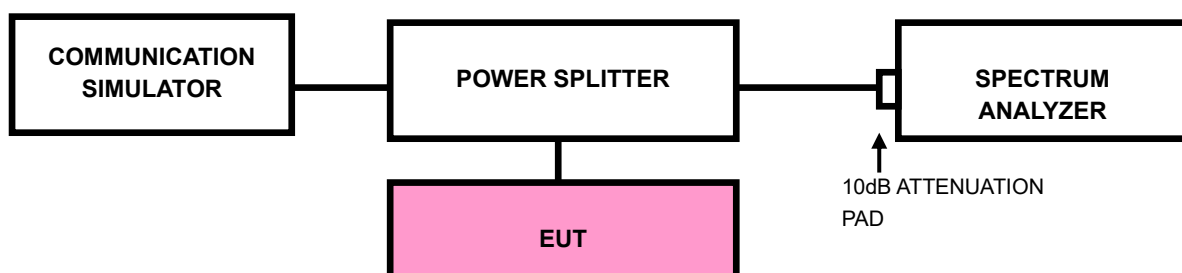 COMMUNICATION
SIMULATOR
POWER SPLITTER
SPECTRUM
ANALYZER
10dB ATTENUATION
PAD
EUT